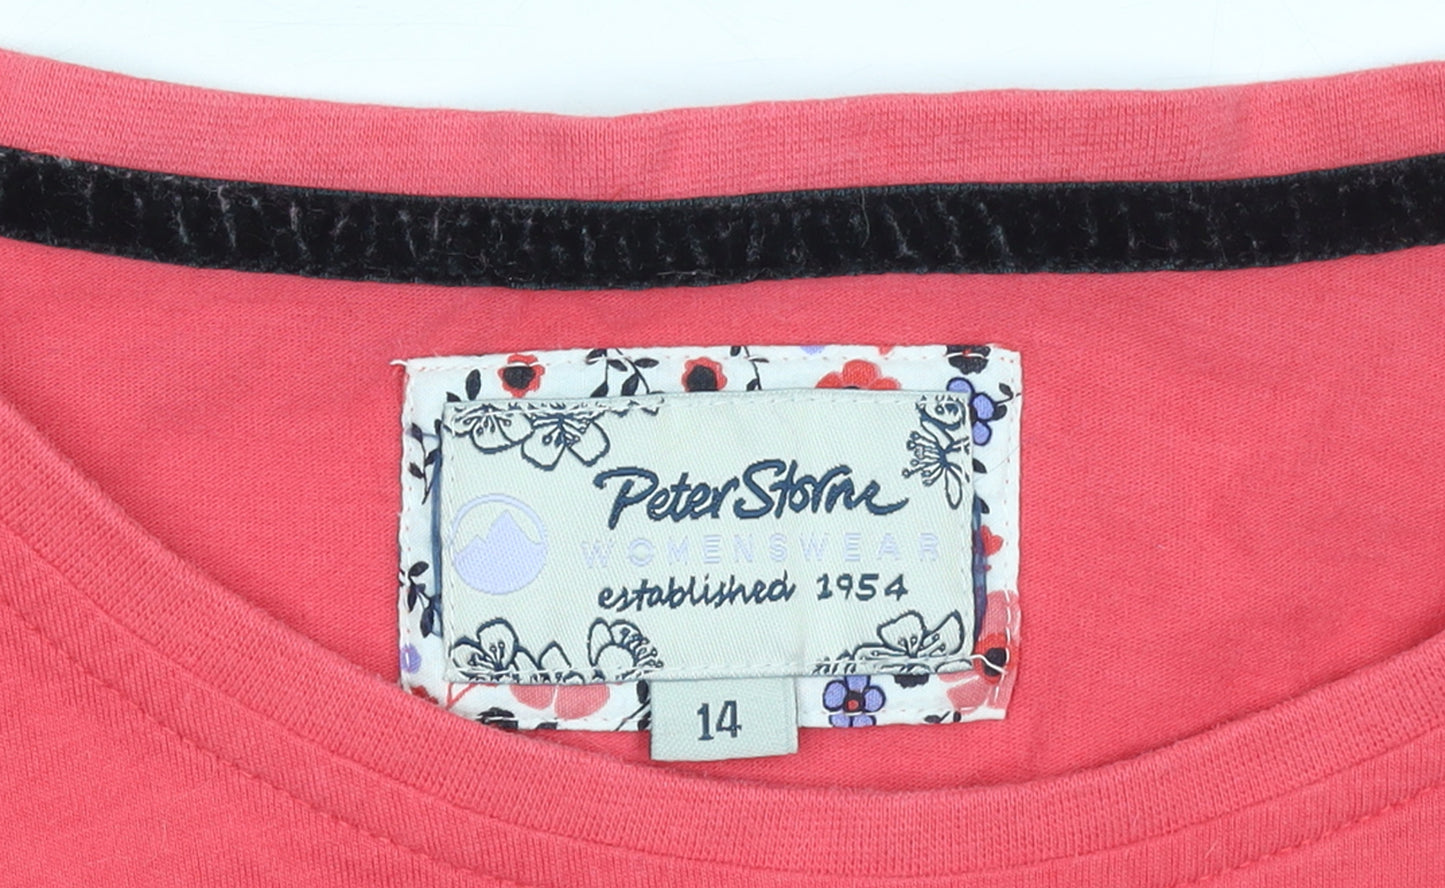 Peter Storm
WOMENSWEAR
established 1954
14